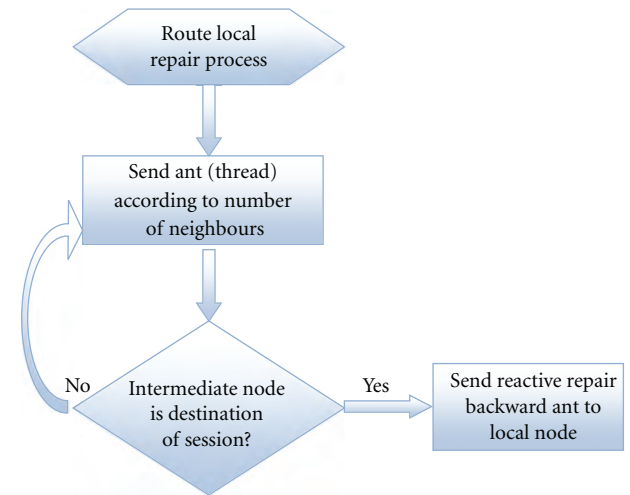 Route local
repair process
Send ant (thread)
according to number
of neighbours
No
Intermediate node
is destination
of session?
Yes
Send reactive repair
backward ant to
local node